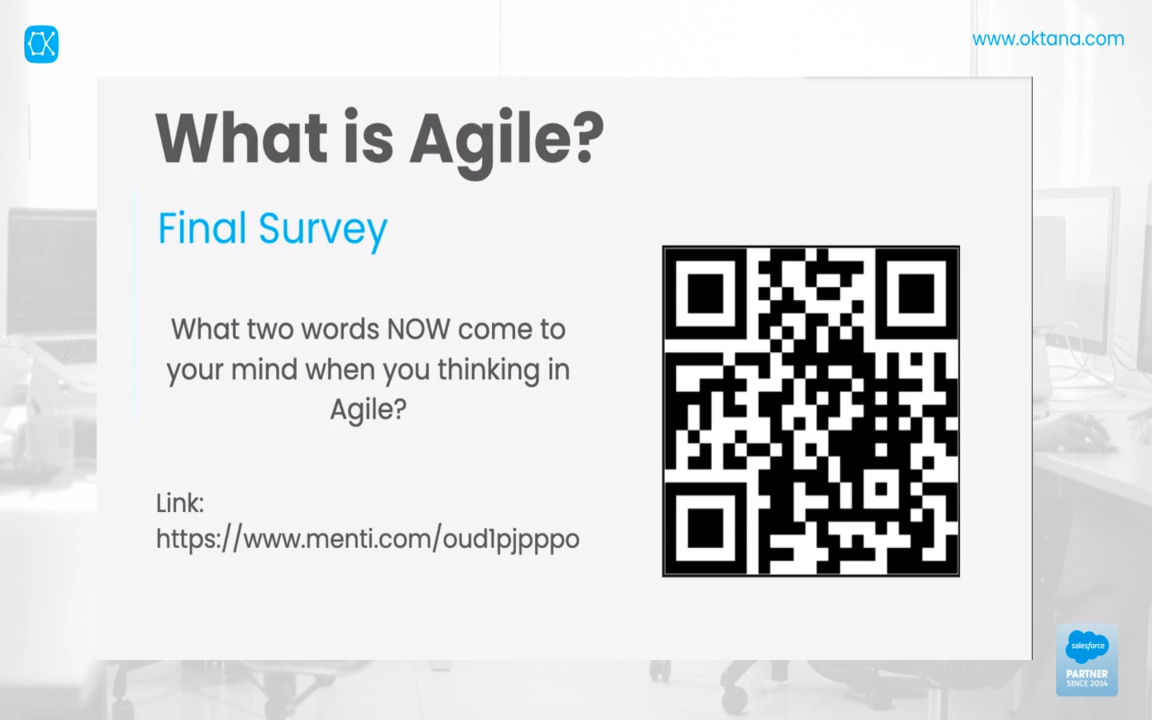 www.oktana.com
What is Agile?
Final Survey
What two words NOW come to
your mind when you thinking in
Agile?
Link:
https://www.menti.com/oud1pjpppo
salesforce
PARTNER
SINCE 2014